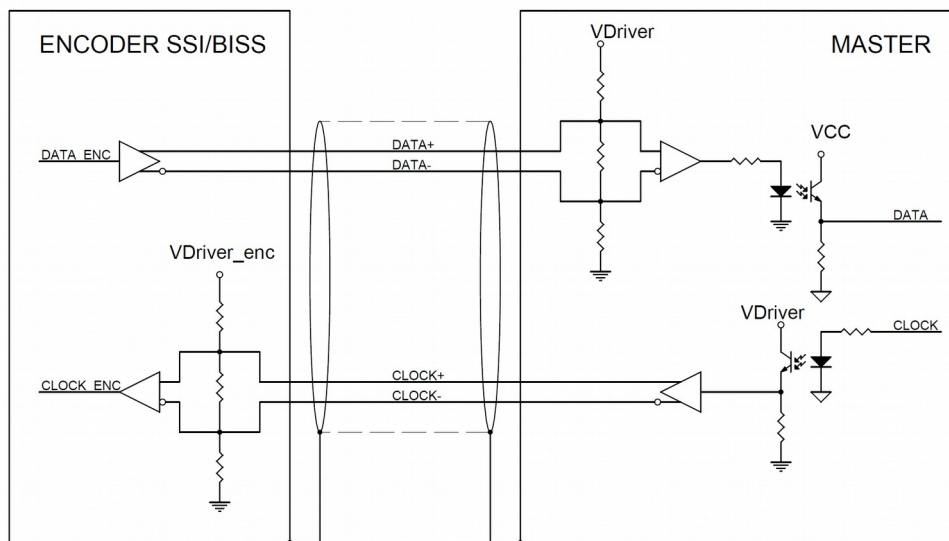 ENCODER SSI/BISS
MASTER
VDriver
VCC
DATA_ENC
DATA+
DATA-
DATA
VDriver_enc
VDriver
CLOCK
CLOCK_ENC
CLOCK+
CLOCK-